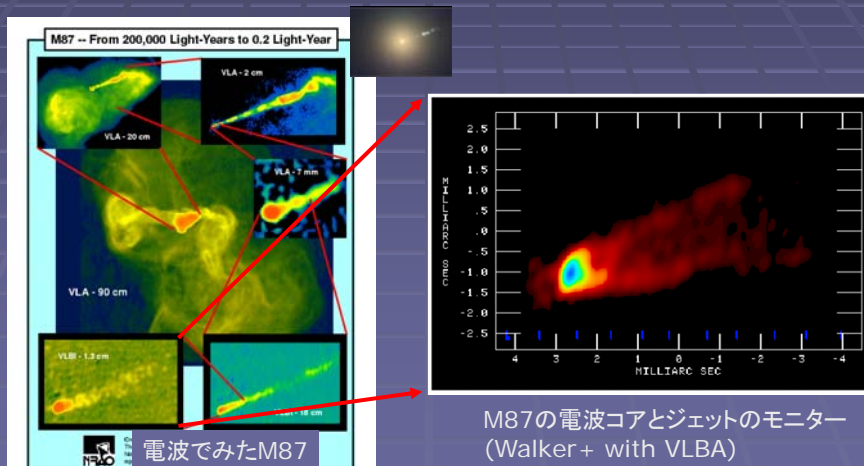 M87 -- From 200,000 Light-Years to 0.2 Light-Year
VLA - 2 cm
VLA - 20 cm
VLA - 7 mm
VLA - 90 cm
VLBI - 1.3 cm
VLBI - 18 cm
NRAO
電波でみたM87
MILLIARC SEC
2.5
2.0
1.5
1.0
.5
.0
-.5
-1.0
-1.5
-2.0
-2.5
4 3 2 1 0 -1 -2 -3 -4
MILLIARC SEC
M87の電波コアとジェットのモニター
(Walker+ with VLBA)